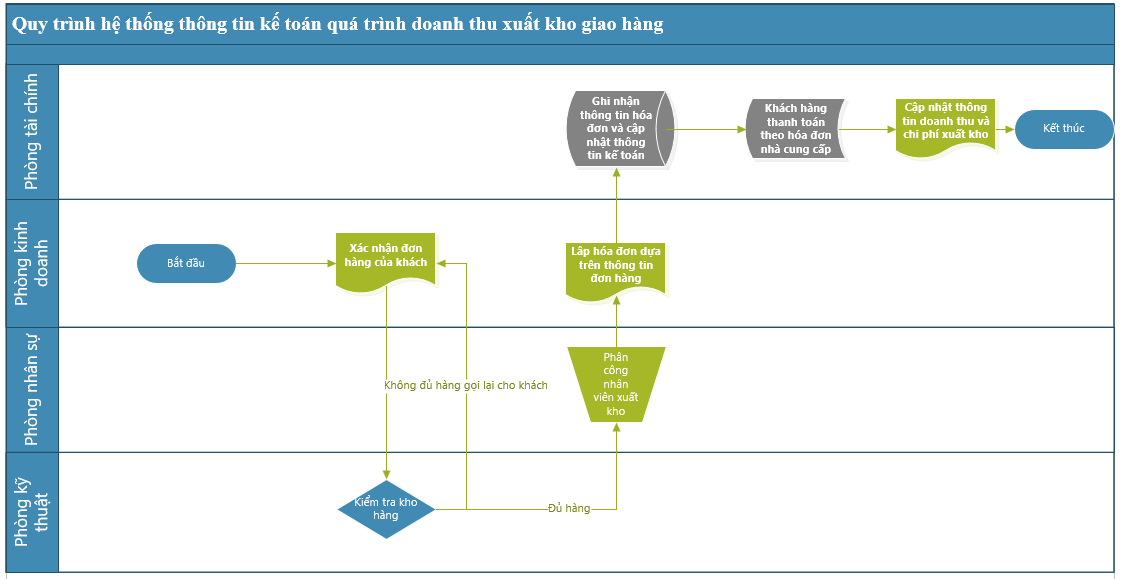 Quy trình hệ thống thông tin kế toán quá trình doanh thu xuất kho giao hàng
Phòng tài chính
Ghi nhận
thông tin hóa
đơn và cập
nhật thông
tin kế toán
Khách hàng
thanh toán
theo hóa đơn
nhà cung cấp
Cập nhật thông
tin doanh thu và
chi phí xuất kho
Kết thúc
Phòng kinh
doanh
Bắt đầu
Xác nhận đơn
hàng của khách
Lập hóa đơn dựa
trên thông tin
đơn hàng
Phòng nhân sự
Không đủ hàng gọi lại cho khách
Phân
công
nhân
viên xuất
kho
Phòng kỹ
thuật
Kiểm tra kho
hàng
Đủ hàng